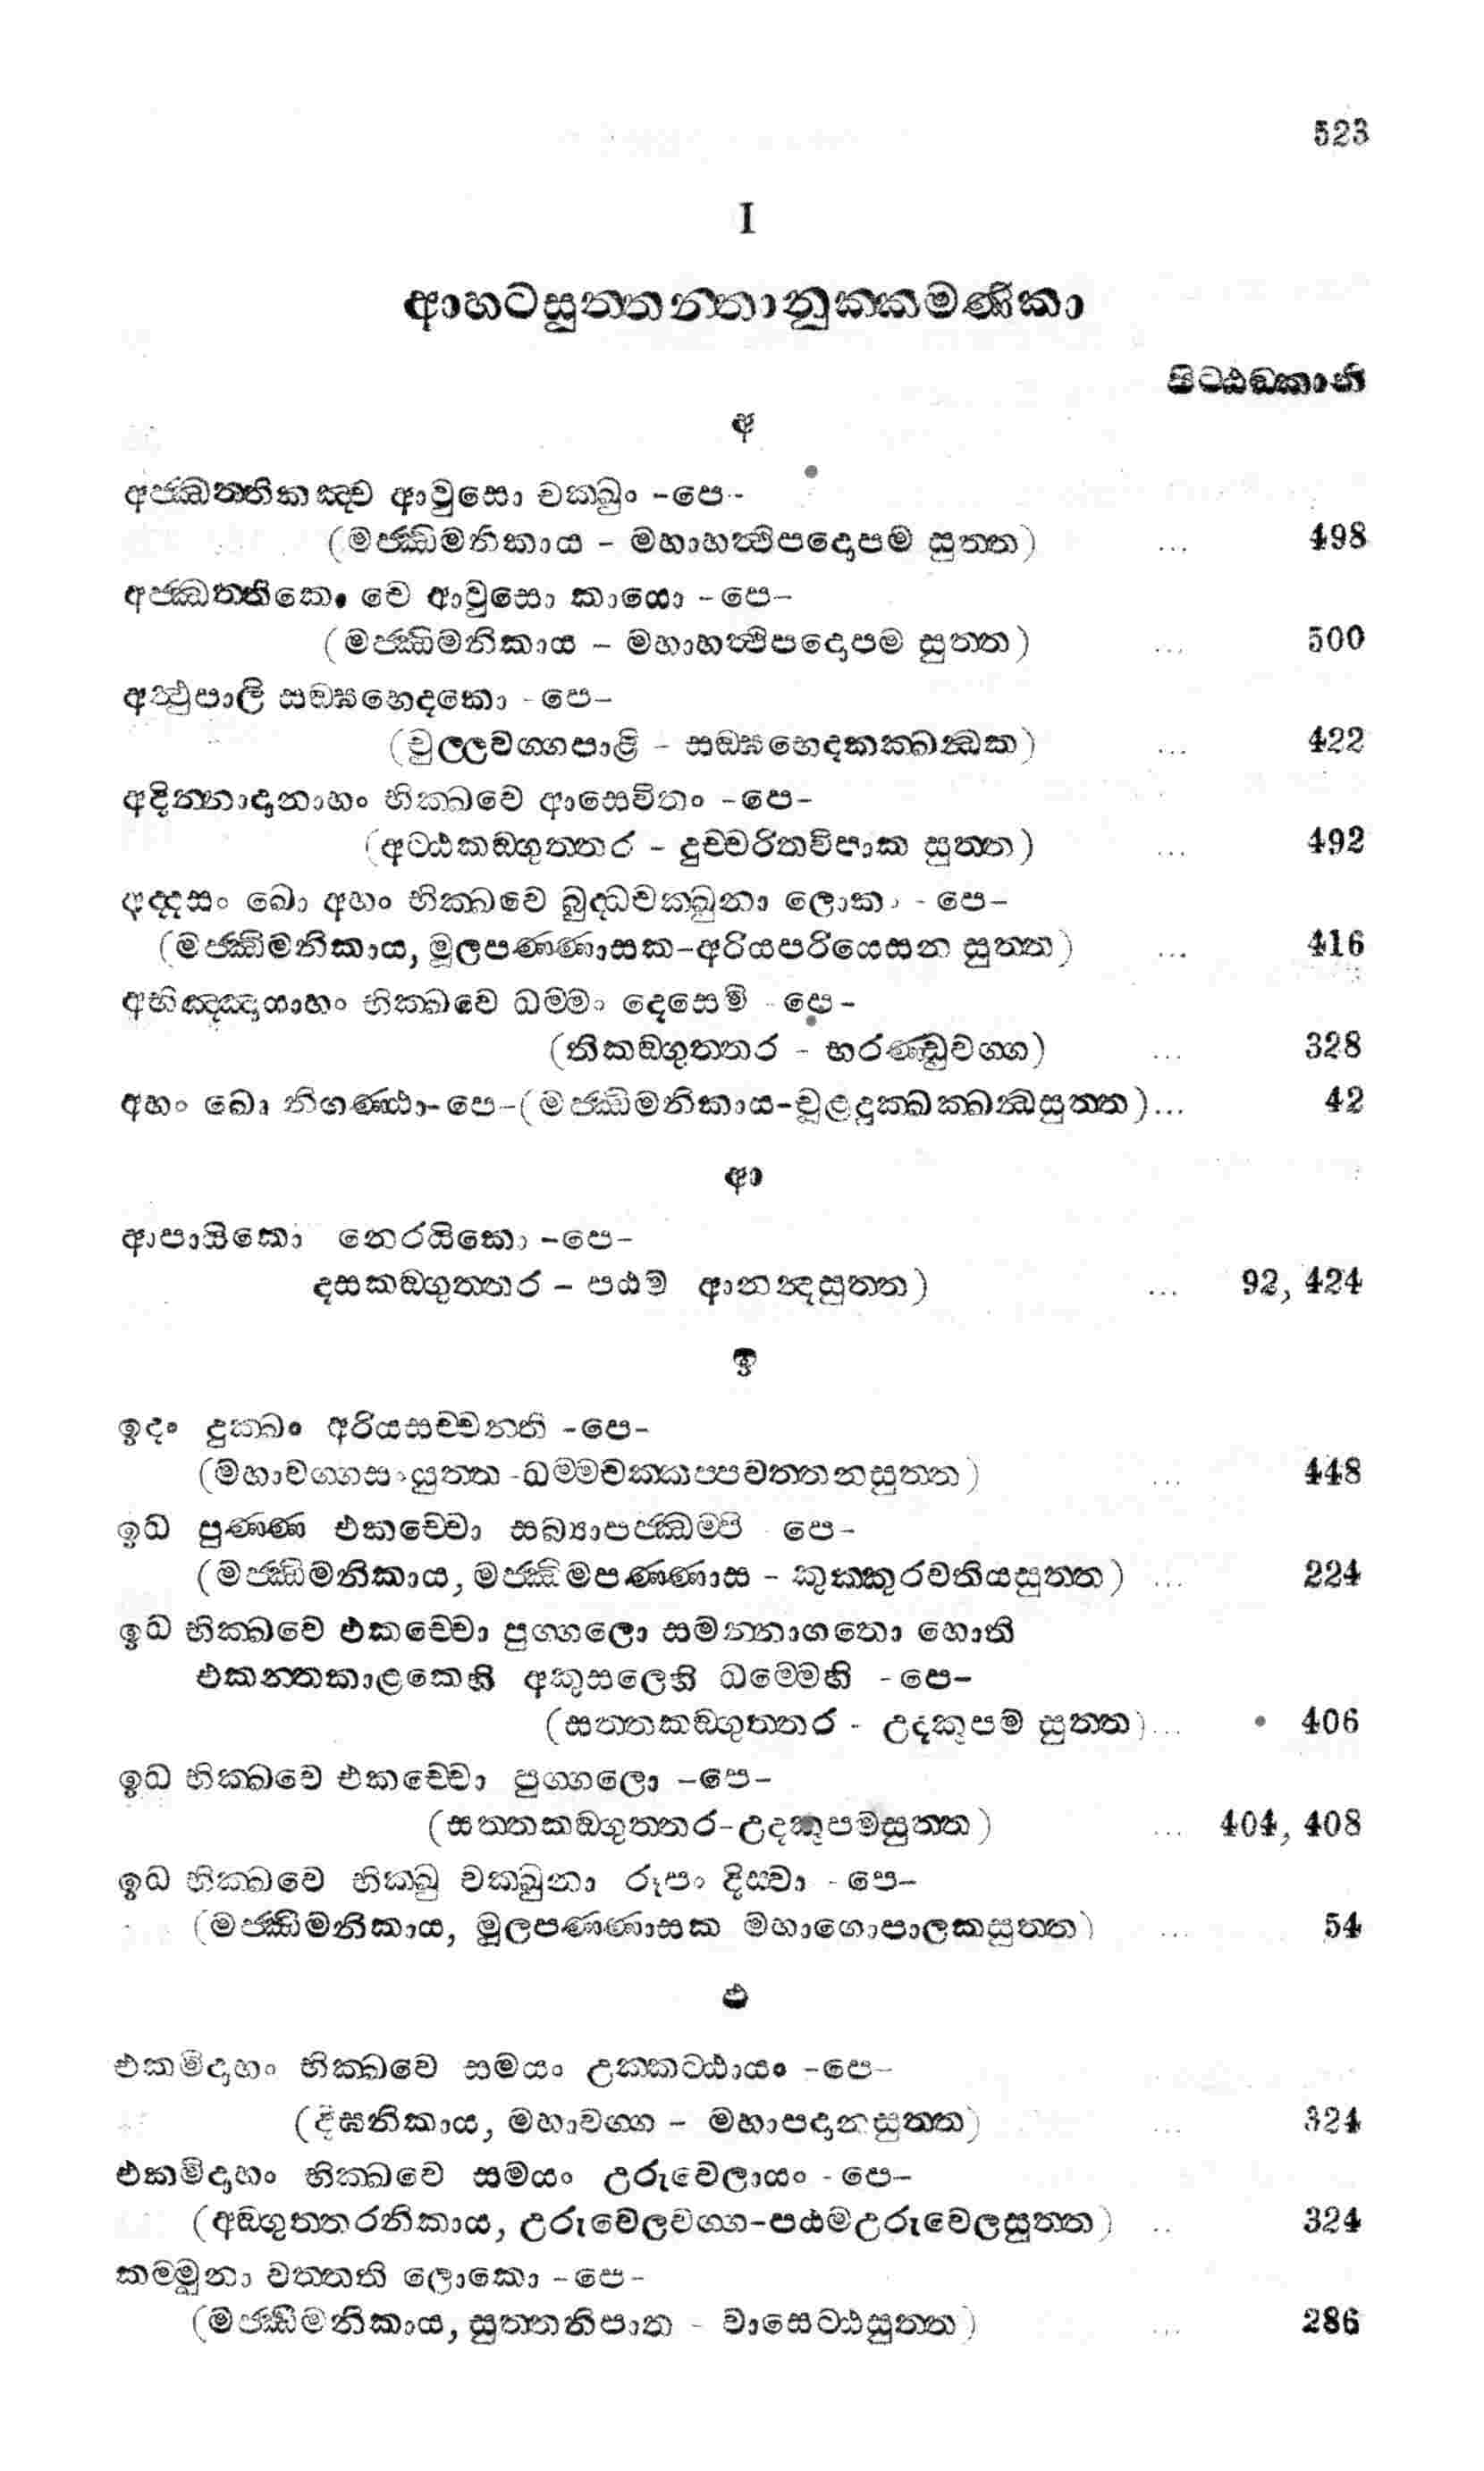 523
I
ආහටසුත්තන්තානුක්කමණිකා
පිට්ඨඞ්කානි
අ
අජ්ඣත්තිකඤ්ච ආවුසො චක්ඛුං -පෙ-
(මජ්ඣිමනිකාය - මහාහත්ථිපදොපම සුත්ත) ... 498
අජ්ඣත්තිකො චෙ ආවුසො කායො -පෙ-
(මජ්ඣිමනිකාය - මහාහත්ථිපදොපම සුත්ත) ... 500
අත්ථුපාලි සඞ්ඝභෙදකො -පෙ-
(චුල්ලවග්ගපාළි - සඞ්ඝභෙදකක්ඛන්ධක) ... 422
අදින්නාදානාහං භික්ඛවෙ ආසෙවිතං -පෙ-
(අට්ඨකඞ්ගුත්තර - දුච්චරිතවිපාක සුත්ත) ... 492
අද්දසං ඛො අහං භික්ඛවෙ බුද්ධචක්ඛුනා ලොකං - පෙ-
(මජ්ඣිමනිකාය, මූලපණ්ණාසක-අරියපරියෙසන සුත්ත) ... 416
අභිඤ්ඤායාහං භික්ඛවෙ ධම්මං දෙසෙමි - පෙ-
(තිකඞ්ගුත්තර - භරණ්ඩුවග්ග) ... 328
අහං ඛො නිගණ්ඨා-පෙ-(මජ්ඣිමනිකාය-චූළදුක්ඛක්ඛන්ධසුත්ත)... 42
ආ
ආපායිකො නෙරයිකො -පෙ-
දසකඞ්ගුත්තර - පඨම ආනන්දසුත්ත) ... 92, 424
ඉ
ඉදං දුක්ඛං අරියසච්චන්ති -පෙ-
(මහාවග්ගසංයුත්ත -ධම්මචක්කප්පවත්තනසුත්ත) ... 448
ඉධ පුණ්ණ එකච්චො සබ්‍යාපජ්ඣම්පි - පෙ-
(මජ්ඣිමනිකාය, මජ්ඣිමපණ්ණාස - කුක්කුරවතියසුත්ත) ... 224
ඉධ භික්ඛවෙ එකච්චො පුග්ගලො සමන්නාගතො හොති
එකන්තකාළකෙහි අකුසලෙහි ධම්මෙහි - පෙ-
(සත්තකඞ්ගුත්තර - උදකූපම සුත්ත)... 406
ඉධ භික්ඛවෙ එකච්චො පුග්ගලො -පෙ-
(සත්තකඞ්ගුත්තර-උදකූපමසුත්ත) ... 404, 408
ඉධ භික්ඛවෙ භික්ඛු චක්ඛුනා රූපං දිස්වා - පෙ-
(මජ්ඣිමනිකාය, මූලපණ්ණාසක මහාගොපාලකසුත්ත) ... 54
එ
එකමිදාහං භික්ඛවෙ සමයං උක්කට්ඨායං -පෙ-
(දීඝනිකාය, මහාවග්ග - මහාපදානසුත්ත) ... 324
එකමිදාහං භික්ඛවෙ සමයං උරුවෙලායං - පෙ-
(අඞ්ගුත්තරනිකාය, උරුවෙලවග්ග-පඨමඋරුවෙලසුත්ත) .. 324
කම්මුනා වත්තති ලොකො -පෙ-
(මජ්ඣිමනිකාය, සුත්තනිපාත - වාසෙට්ඨසුත්ත) ... 286